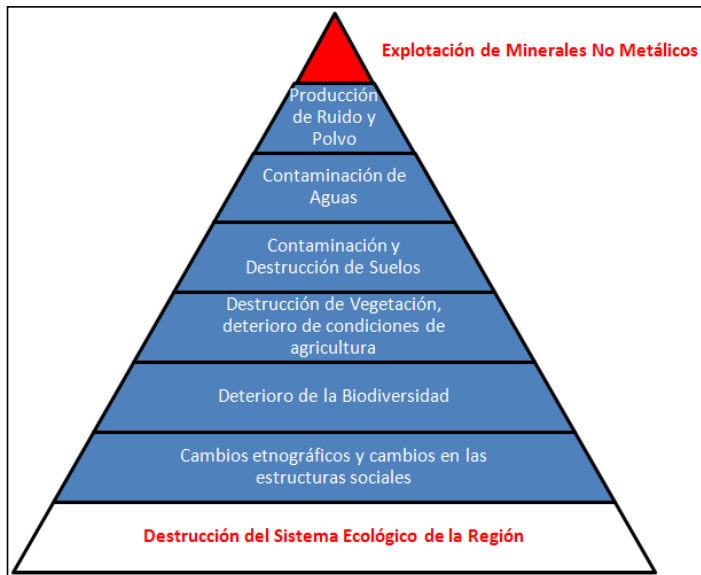 Explotación de Minerales No Metálicos
Producción
de Ruido y
Polvo
Contaminación de
Aguas
Contaminación y
Destrucción de Suelos
Destrucción de Vegetación,
deterioro de condiciones de
agricultura
Deterioro de la Biodiversidad
Cambios etnográficos y cambios en las
estructuras sociales
Destrucción del Sistema Ecológico de la Región